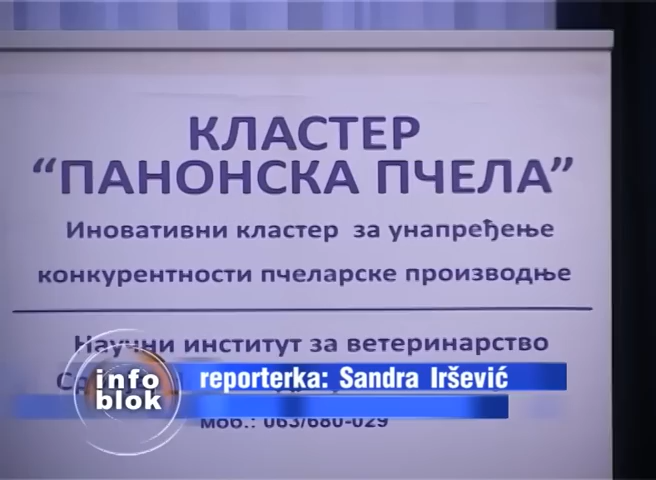 КЛАСТЕР
“ПАНОНСКА ПЧЕЛА”
Иновативни кластер за унапређење
конкурентности пчеларске производње
Научни институт за ветеринарство
info
blok
reporterka: Sandra Iršević
моб.: 063/680-029